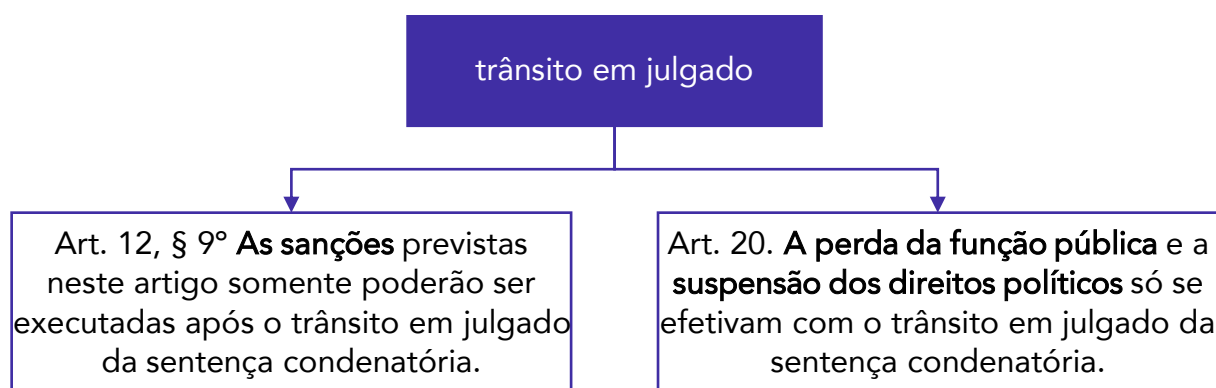 trânsito em julgado
Art. 12, § 9º As sanções previstas
neste artigo somente poderão ser
executadas após o trânsito em julgado
da sentença condenatória.
Art. 20. A perda da função pública e a
suspensão dos direitos políticos só se
efetivam com o trânsito em julgado da
sentença condenatória.